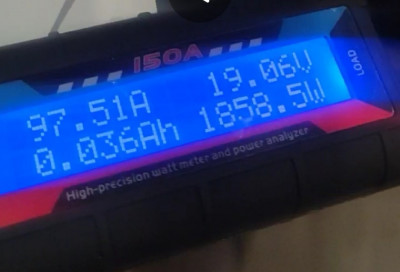 150A
97.51A 19.06V
0.036Ah 1858.5W
LOAD
High-precision watt meter and power analyzer